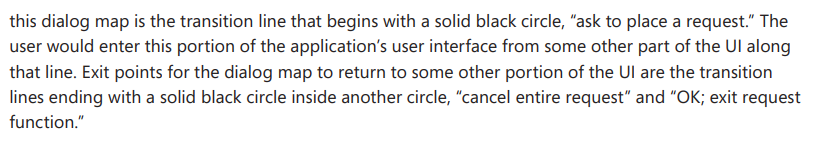 this dialog map is the transition line that begins with a solid black circle, “ask to place a request.” The
user would enter this portion of the application’s user interface from some other part of the UI along
that line. Exit points for the dialog map to return to some other portion of the UI are the transition
lines ending with a solid black circle inside another circle, “cancel entire request” and “OK; exit request
function.”